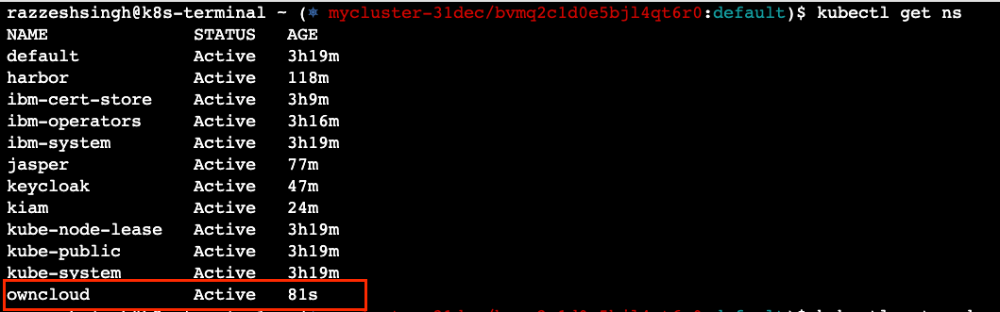 razzeshsingh@k8s-terminal ~ (⎈ mycluster-31dec/bvmq2c1d0e5bjl4qt6r0:default)$ kubectl get ns
NAME STATUS AGE
default Active 3h19m
harbor Active 118m
ibm-cert-store Active 3h9m
ibm-operators Active 3h16m
ibm-system Active 3h19m
jasper Active 77m
keycloak Active 47m
kiam Active 24m
kube-node-lease Active 3h19m
kube-public Active 3h19m
kube-system Active 3h19m
owncloud Active 81s